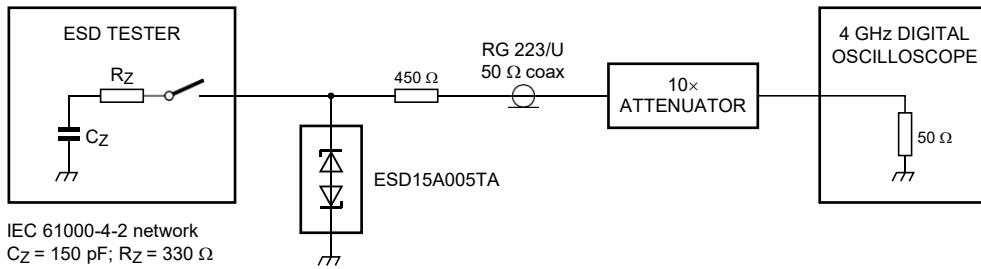 ESD TESTER
RZ
CZ
450 Ω
RG 223/U
50 Ω coax
10×
ATTENUATOR
4 GHz DIGITAL
OSCILLOSCOPE
50 Ω
ESD15A005TA
IEC 61000-4-2 network
CZ = 150 pF; RZ = 330 Ω